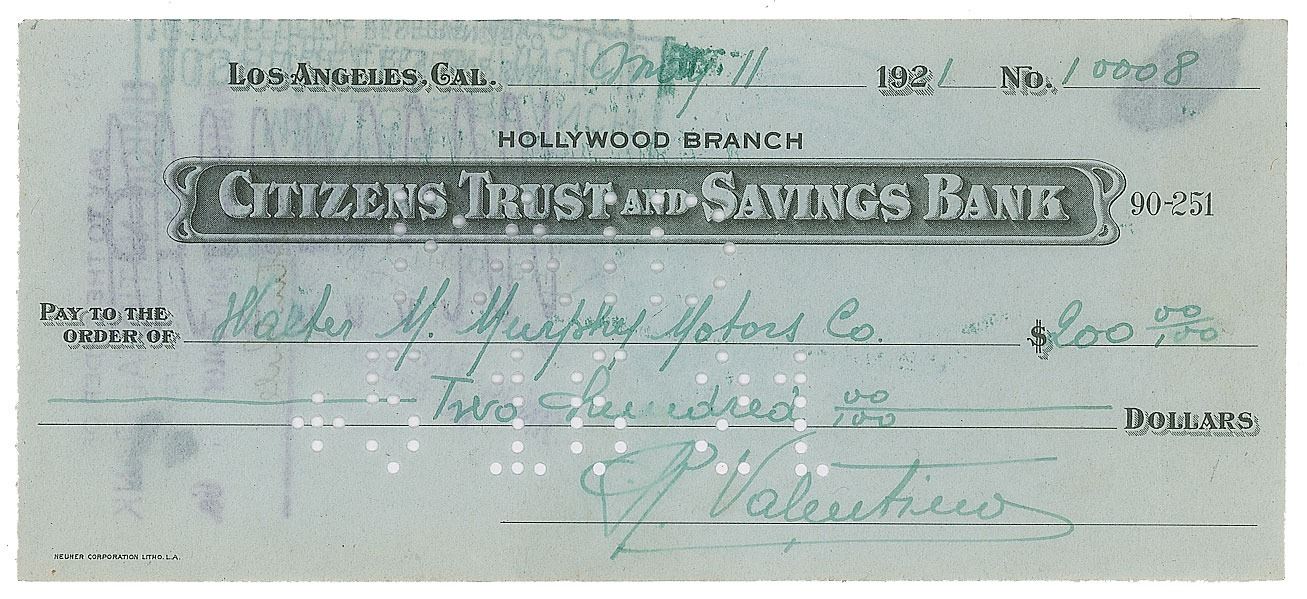 Los Angeles, Cal. May 11 1921 No. 10008
HOLLYWOOD BRANCH
CITIZENS TRUST AND SAVINGS BANK 90-251
PAY TO THE
ORDER OF Walter M. Murphy Motors Co. $200 00/100
Two Hundred 00/100 DOLLARS
R. Valentino
NEUNER CORPORATION LITHO. L.A.